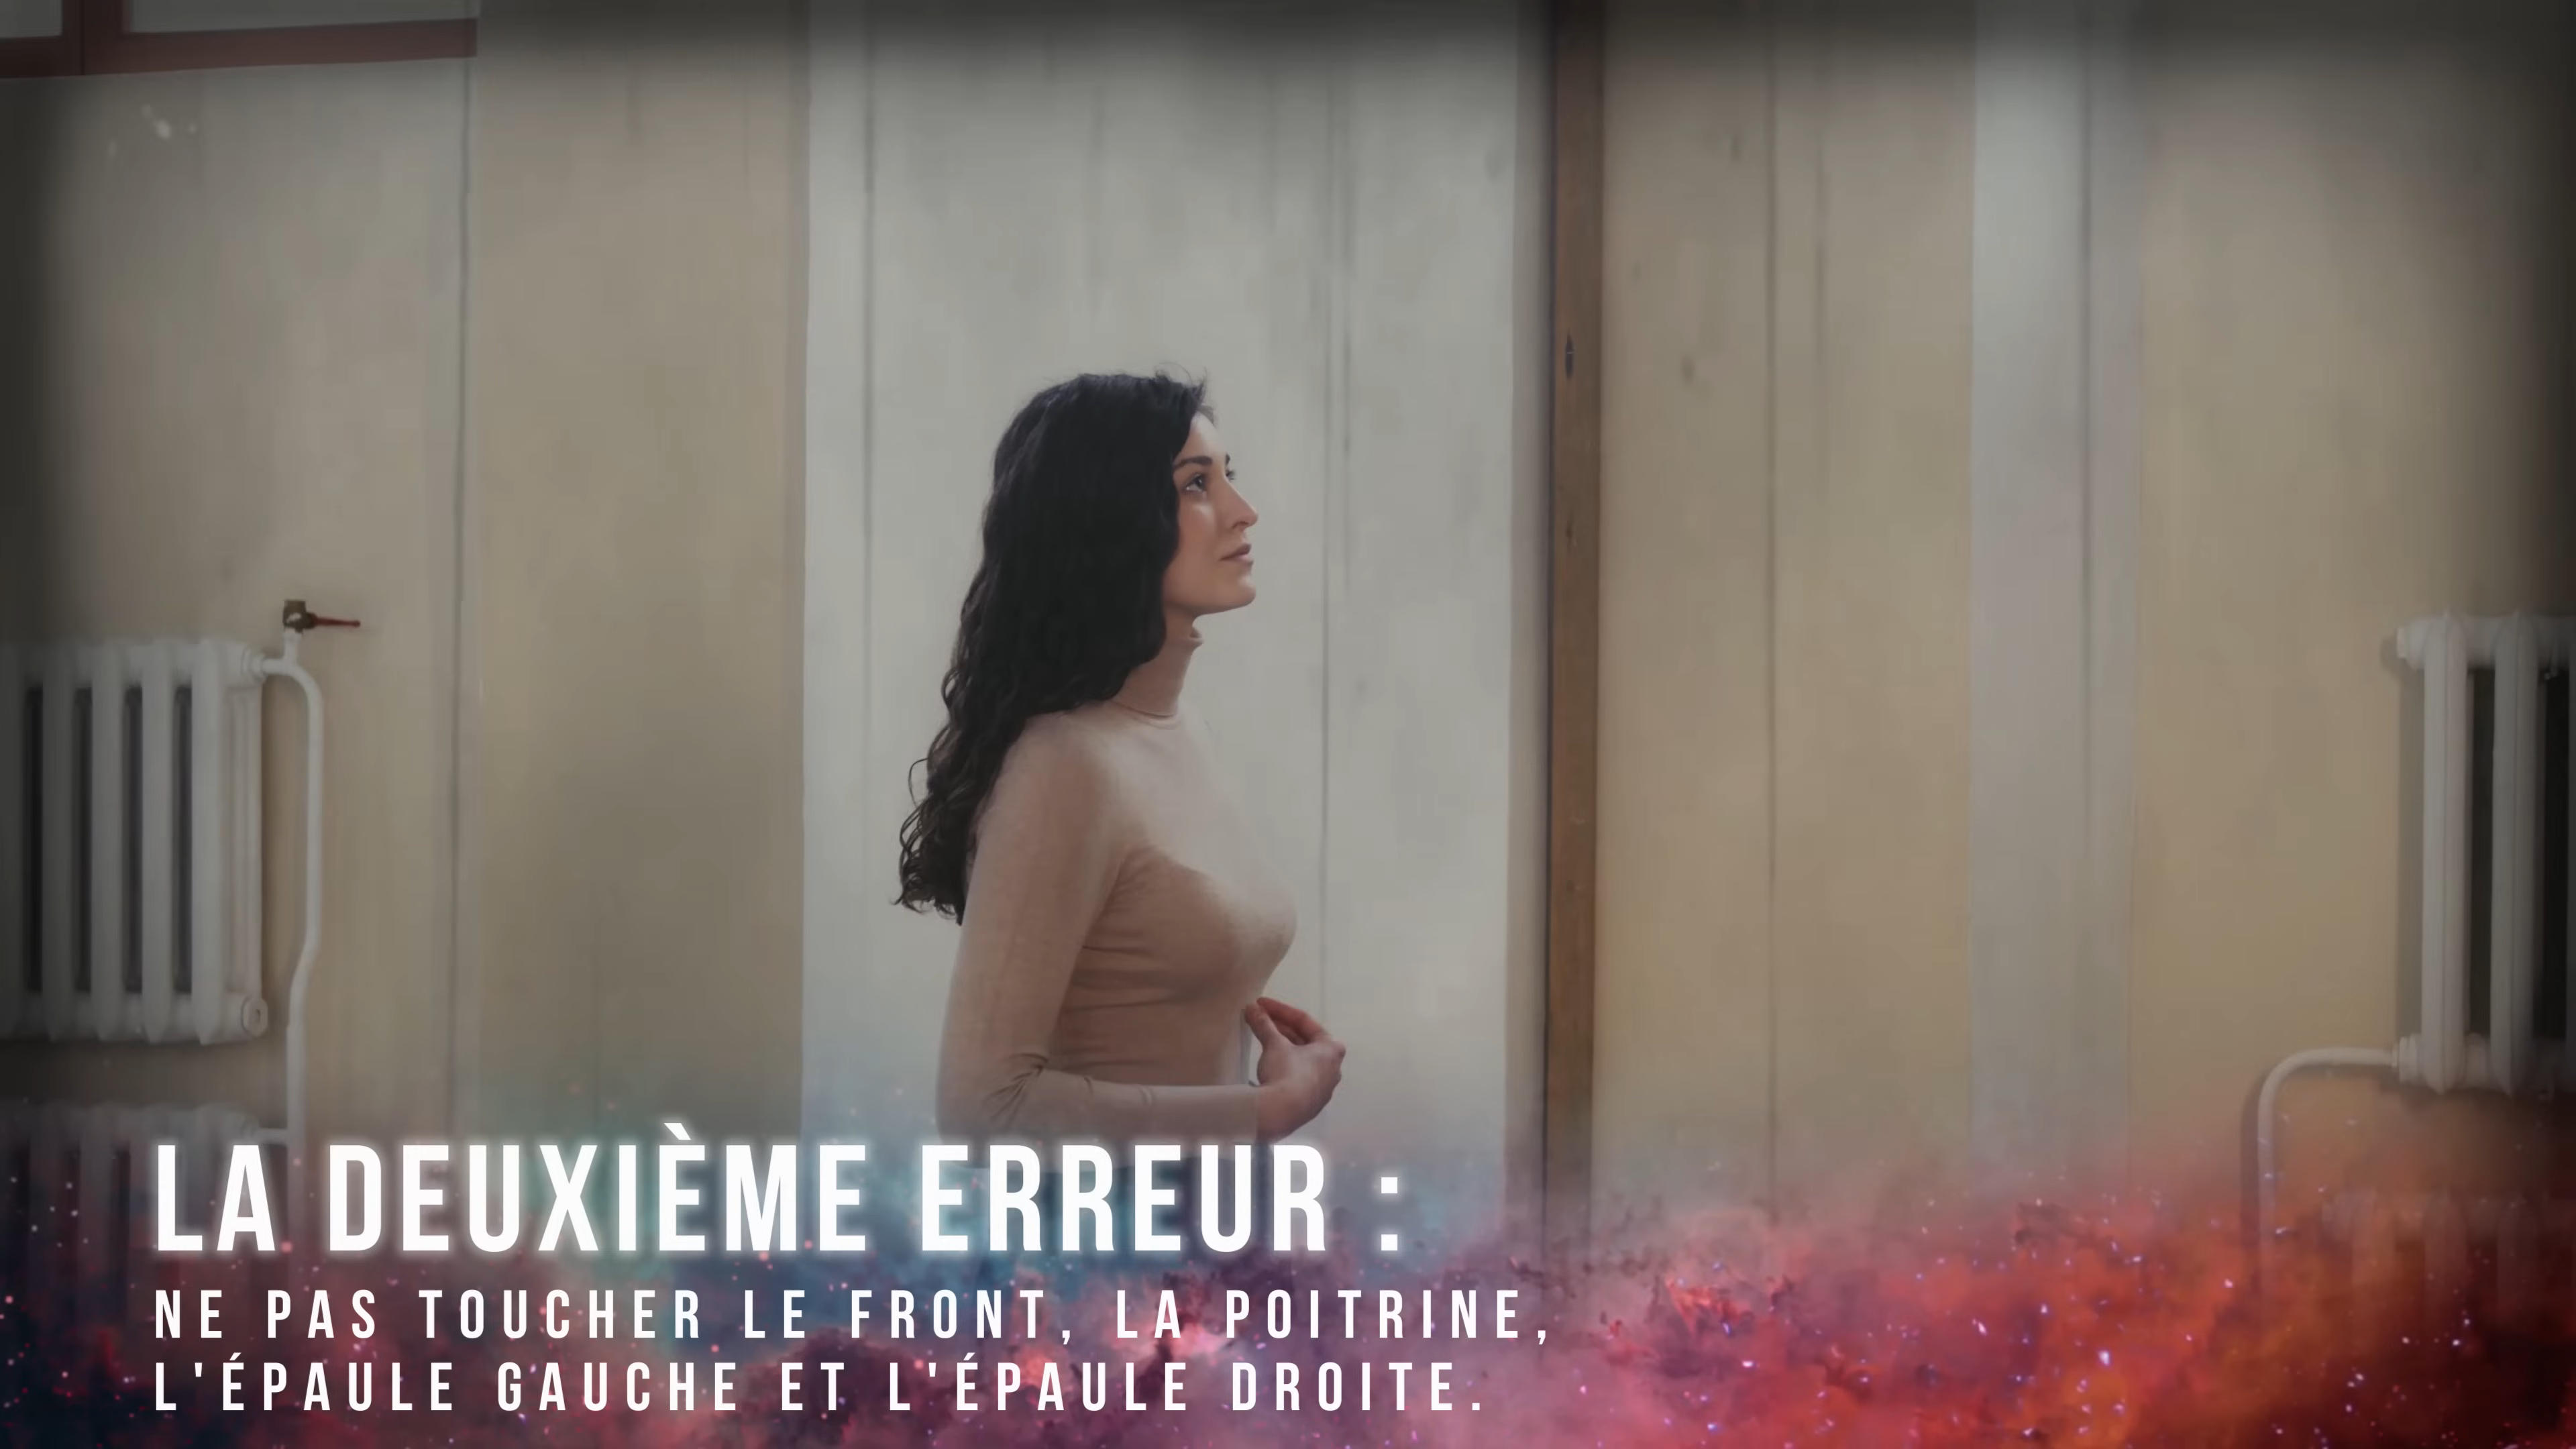 LA DEUXIÈME ERREUR :
NE PAS TOUCHER LE FRONT, LA POITRINE,
L'ÉPAULE GAUCHE ET L'ÉPAULE DROITE.